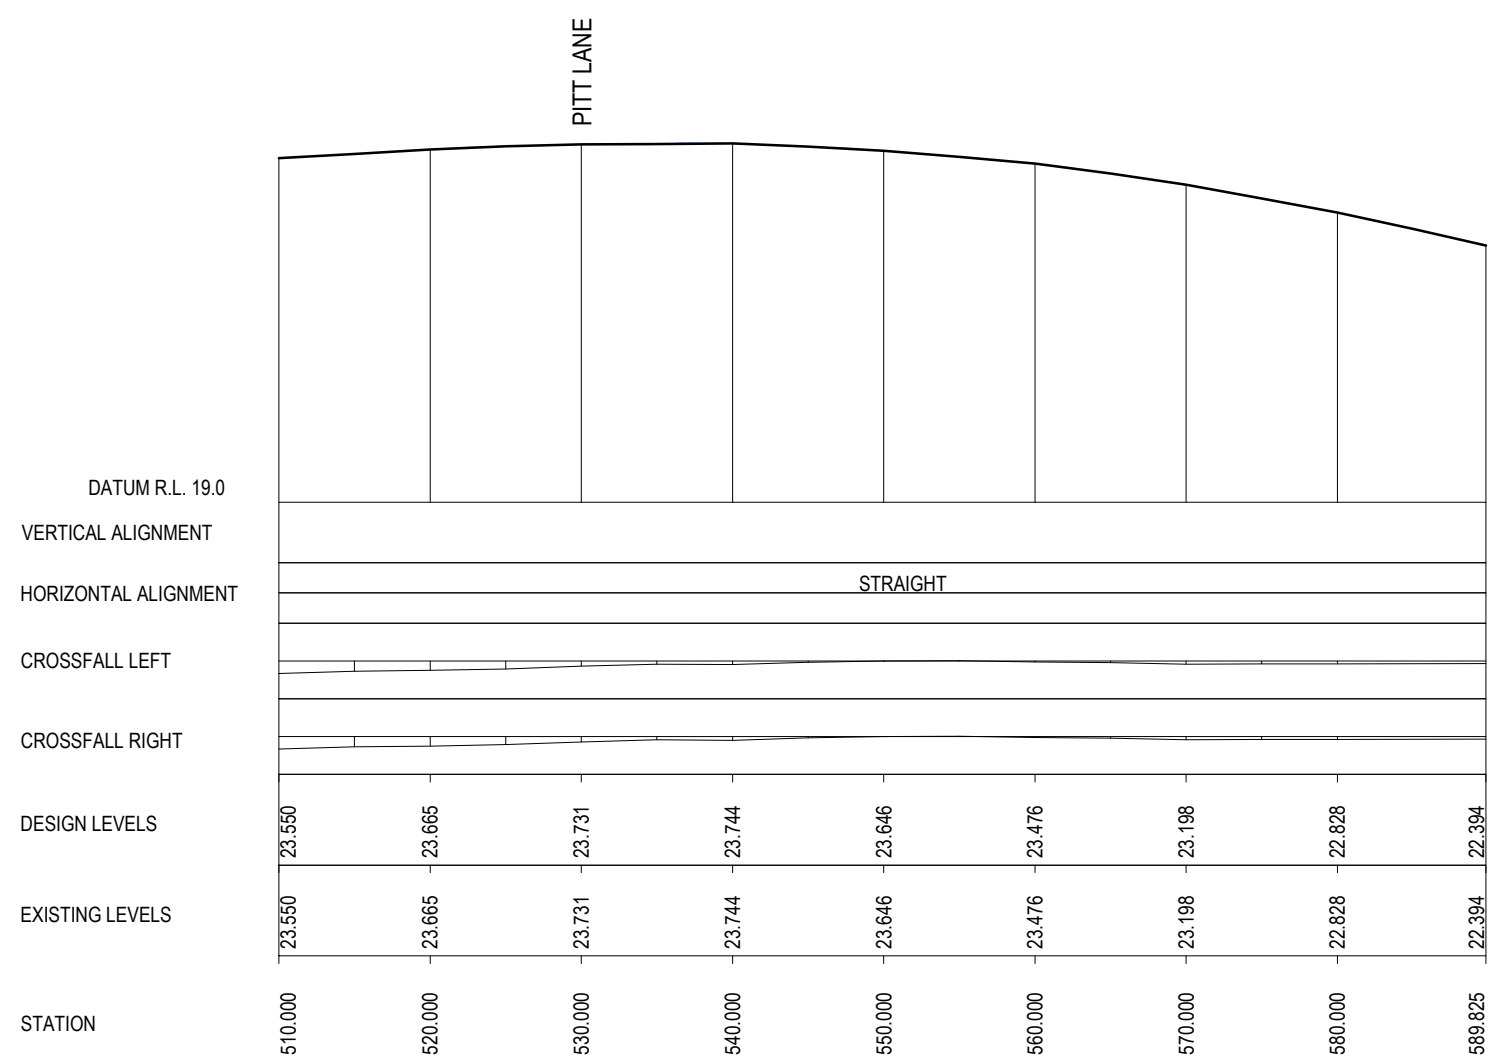 PITT LANE
DATUM R.L. 19.0
VERTICAL ALIGNMENT
HORIZONTAL ALIGNMENT
STRAIGHT
CROSSFALL LEFT
CROSSFALL RIGHT
DESIGN LEVELS
23.550 23.665 23.731 23.744 23.646 23.476 23.198 22.828 22.394
EXISTING LEVELS
23.550 23.665 23.731 23.744 23.646 23.476 23.198 22.828 22.394
STATION
510.000 520.000 530.000 540.000 550.000 560.000 570.000 580.000 589.825